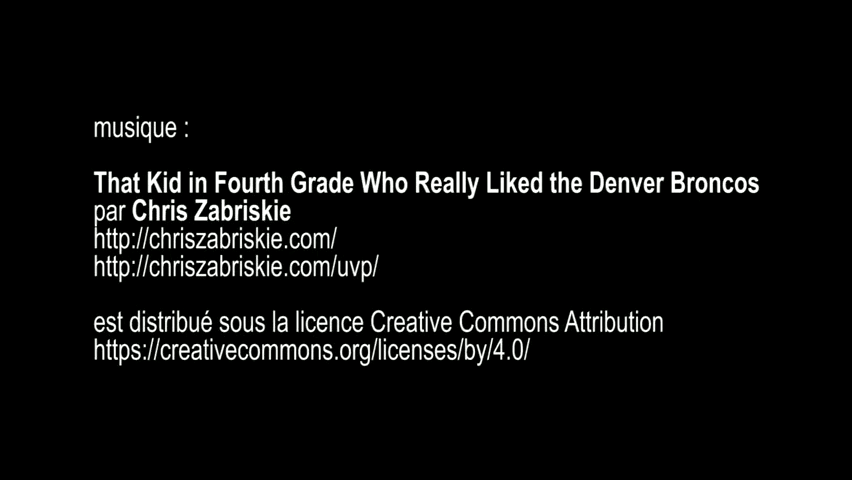 musique :
That Kid in Fourth Grade Who Really Liked the Denver Broncos
par Chris Zabriskie
http://chriszabriskie.com/
http://chriszabriskie.com/uvp/
est distribué sous la licence Creative Commons Attribution
https://creativecommons.org/licenses/by/4.0/